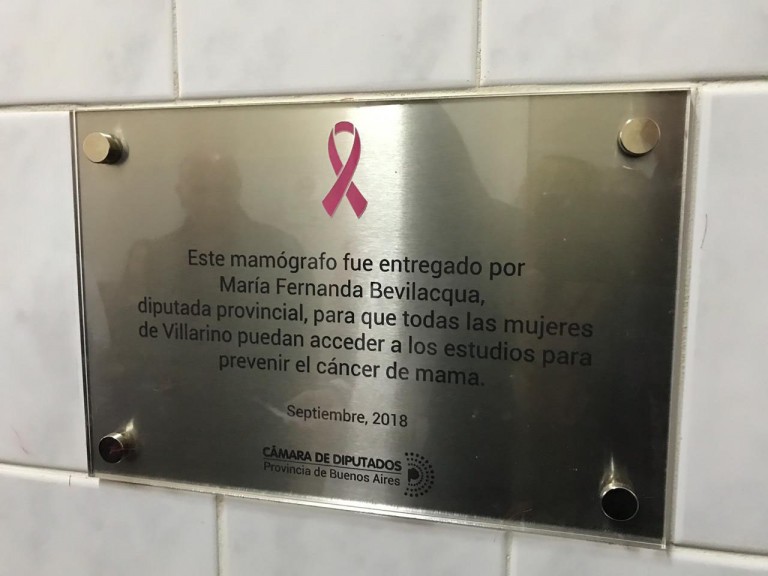 Este mamógrafo fue entregado por
María Fernanda Bevilacqua,
diputada provincial, para que todas las mujeres
de Villarino puedan acceder a los estudios para
prevenir el cáncer de mama.
Septiembre, 2018
CÂMARA DE DIPUTADOS
Provincia de Buenos Aires